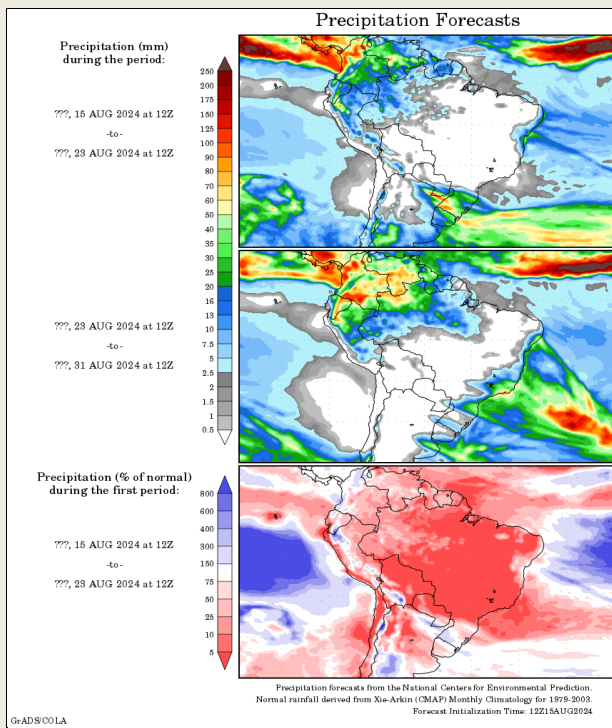 Precipitation Forecasts
Precipitation (mm)
during the period:
???, 15 AUG 2024 at 12Z
-to-
???, 23 AUG 2024 at 12Z
250
200
175
150
125
100
90
80
70
60
50
40
35
30
25
20
16
13
10
7.5
5
2.5
2
1.5
1
0.5
???, 23 AUG 2024 at 12Z
-to-
???, 31 AUG 2024 at 12Z
Precipitation (% of normal)
during the first period:
???, 15 AUG 2024 at 12Z
-to-
???, 23 AUG 2024 at 12Z
800
600
400
300
150
75
50
25
10
5
Precipitation forecasts from the National Centers for Environmental Prediction.
Normal rainfall derived from Xie-Arkin (CMAP) Monthly Climatology for 1979-2003.
Forecast Initialization Time: 12Z15AUG2024
GrADS/COLA